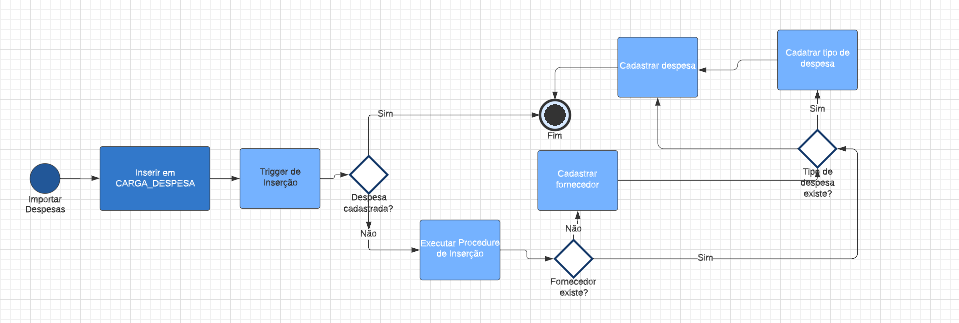 Importar
Despesas
Inserir em
CARGA_DESPESA
Trigger de
Inserção
Despesa
cadastrada?
Sim
Não
Executar Procedure
de Inserção
Fornecedor
existe?
Não
Sim
Cadastrar
fornecedor
Tipo de
despesa
existe?
Sim
Cadatrar tipo de
despesa
Cadastrar despesa
Fim